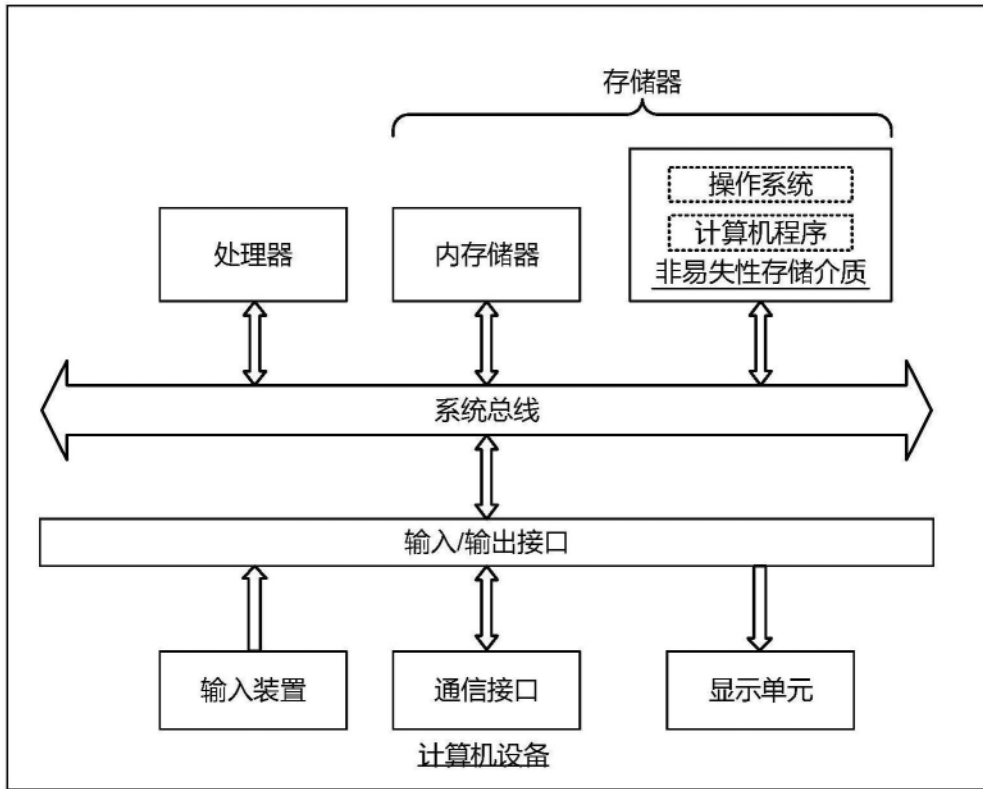 存储器
操作系统
计算机程序
非易失性存储介质
处理器
内存储器
系统总线
输入/输出接口
输入装置
通信接口
显示单元
计算机设备